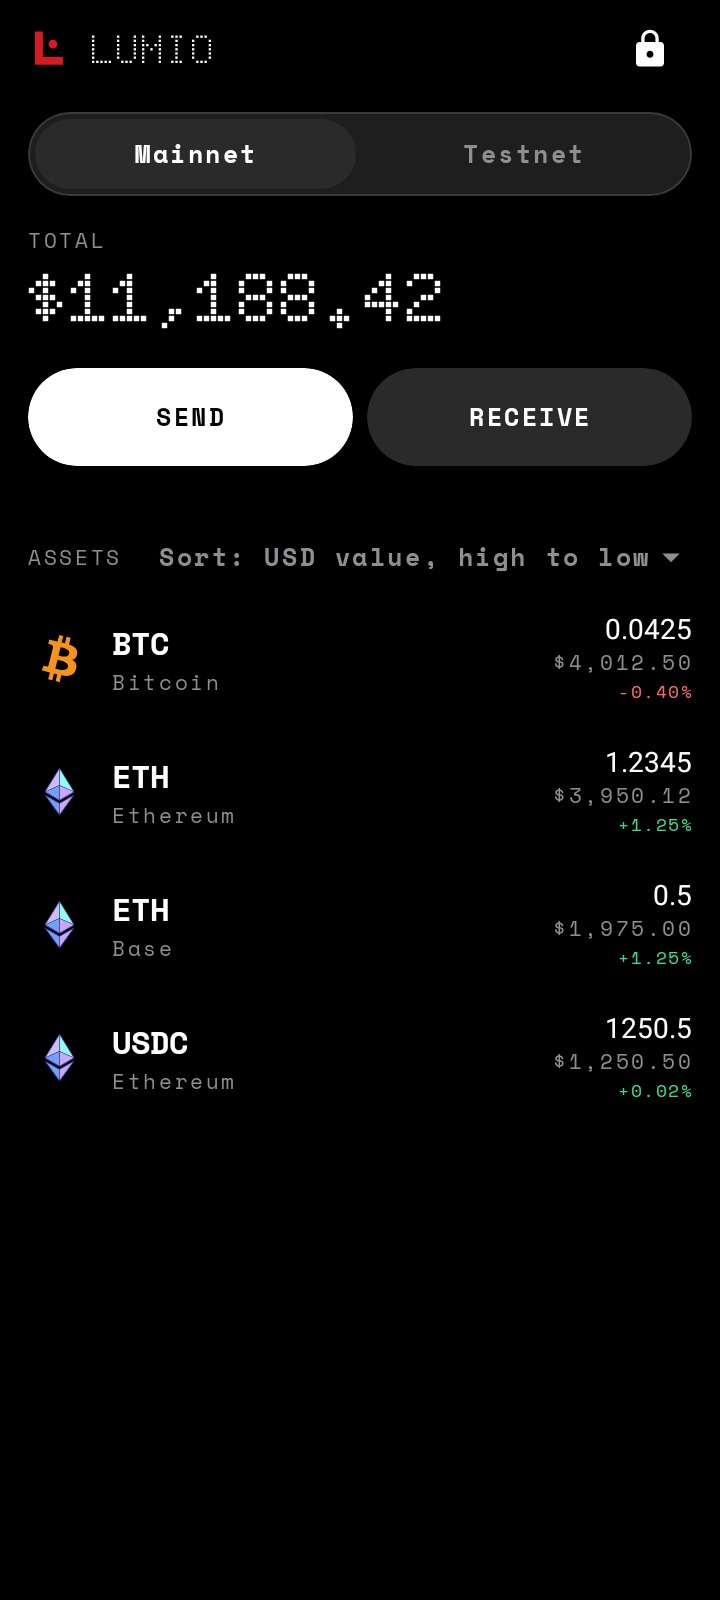 LUMIO
Mainnet Testnet
TOTAL
$11,188.42
SEND RECEIVE
ASSETS Sort: USD value, high to low
BTC 0.0425
Bitcoin $4,012.50
-0.40%
ETH 1.2345
Ethereum $3,950.12
+1.25%
ETH 0.5
Base $1,975.00
+1.25%
USDC 1250.5
Ethereum $1,250.50
+0.02%